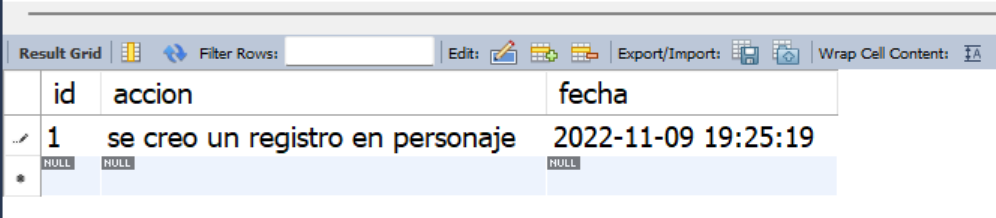 Result Grid Filter Rows: Edit: Export/Import: Wrap Cell Content: IA
id accion fecha
1 se creo un registro en personaje 2022-11-09 19:25:19
NULL NULL NULL